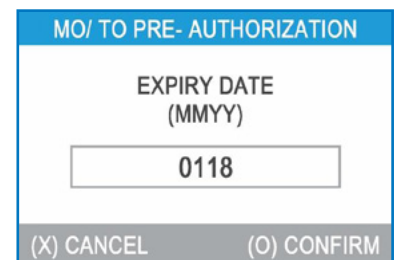 MO/ TO PRE- AUTHORIZATION
EXPIRY DATE
(MMYY)
0118
(X) CANCEL (O) CONFIRM